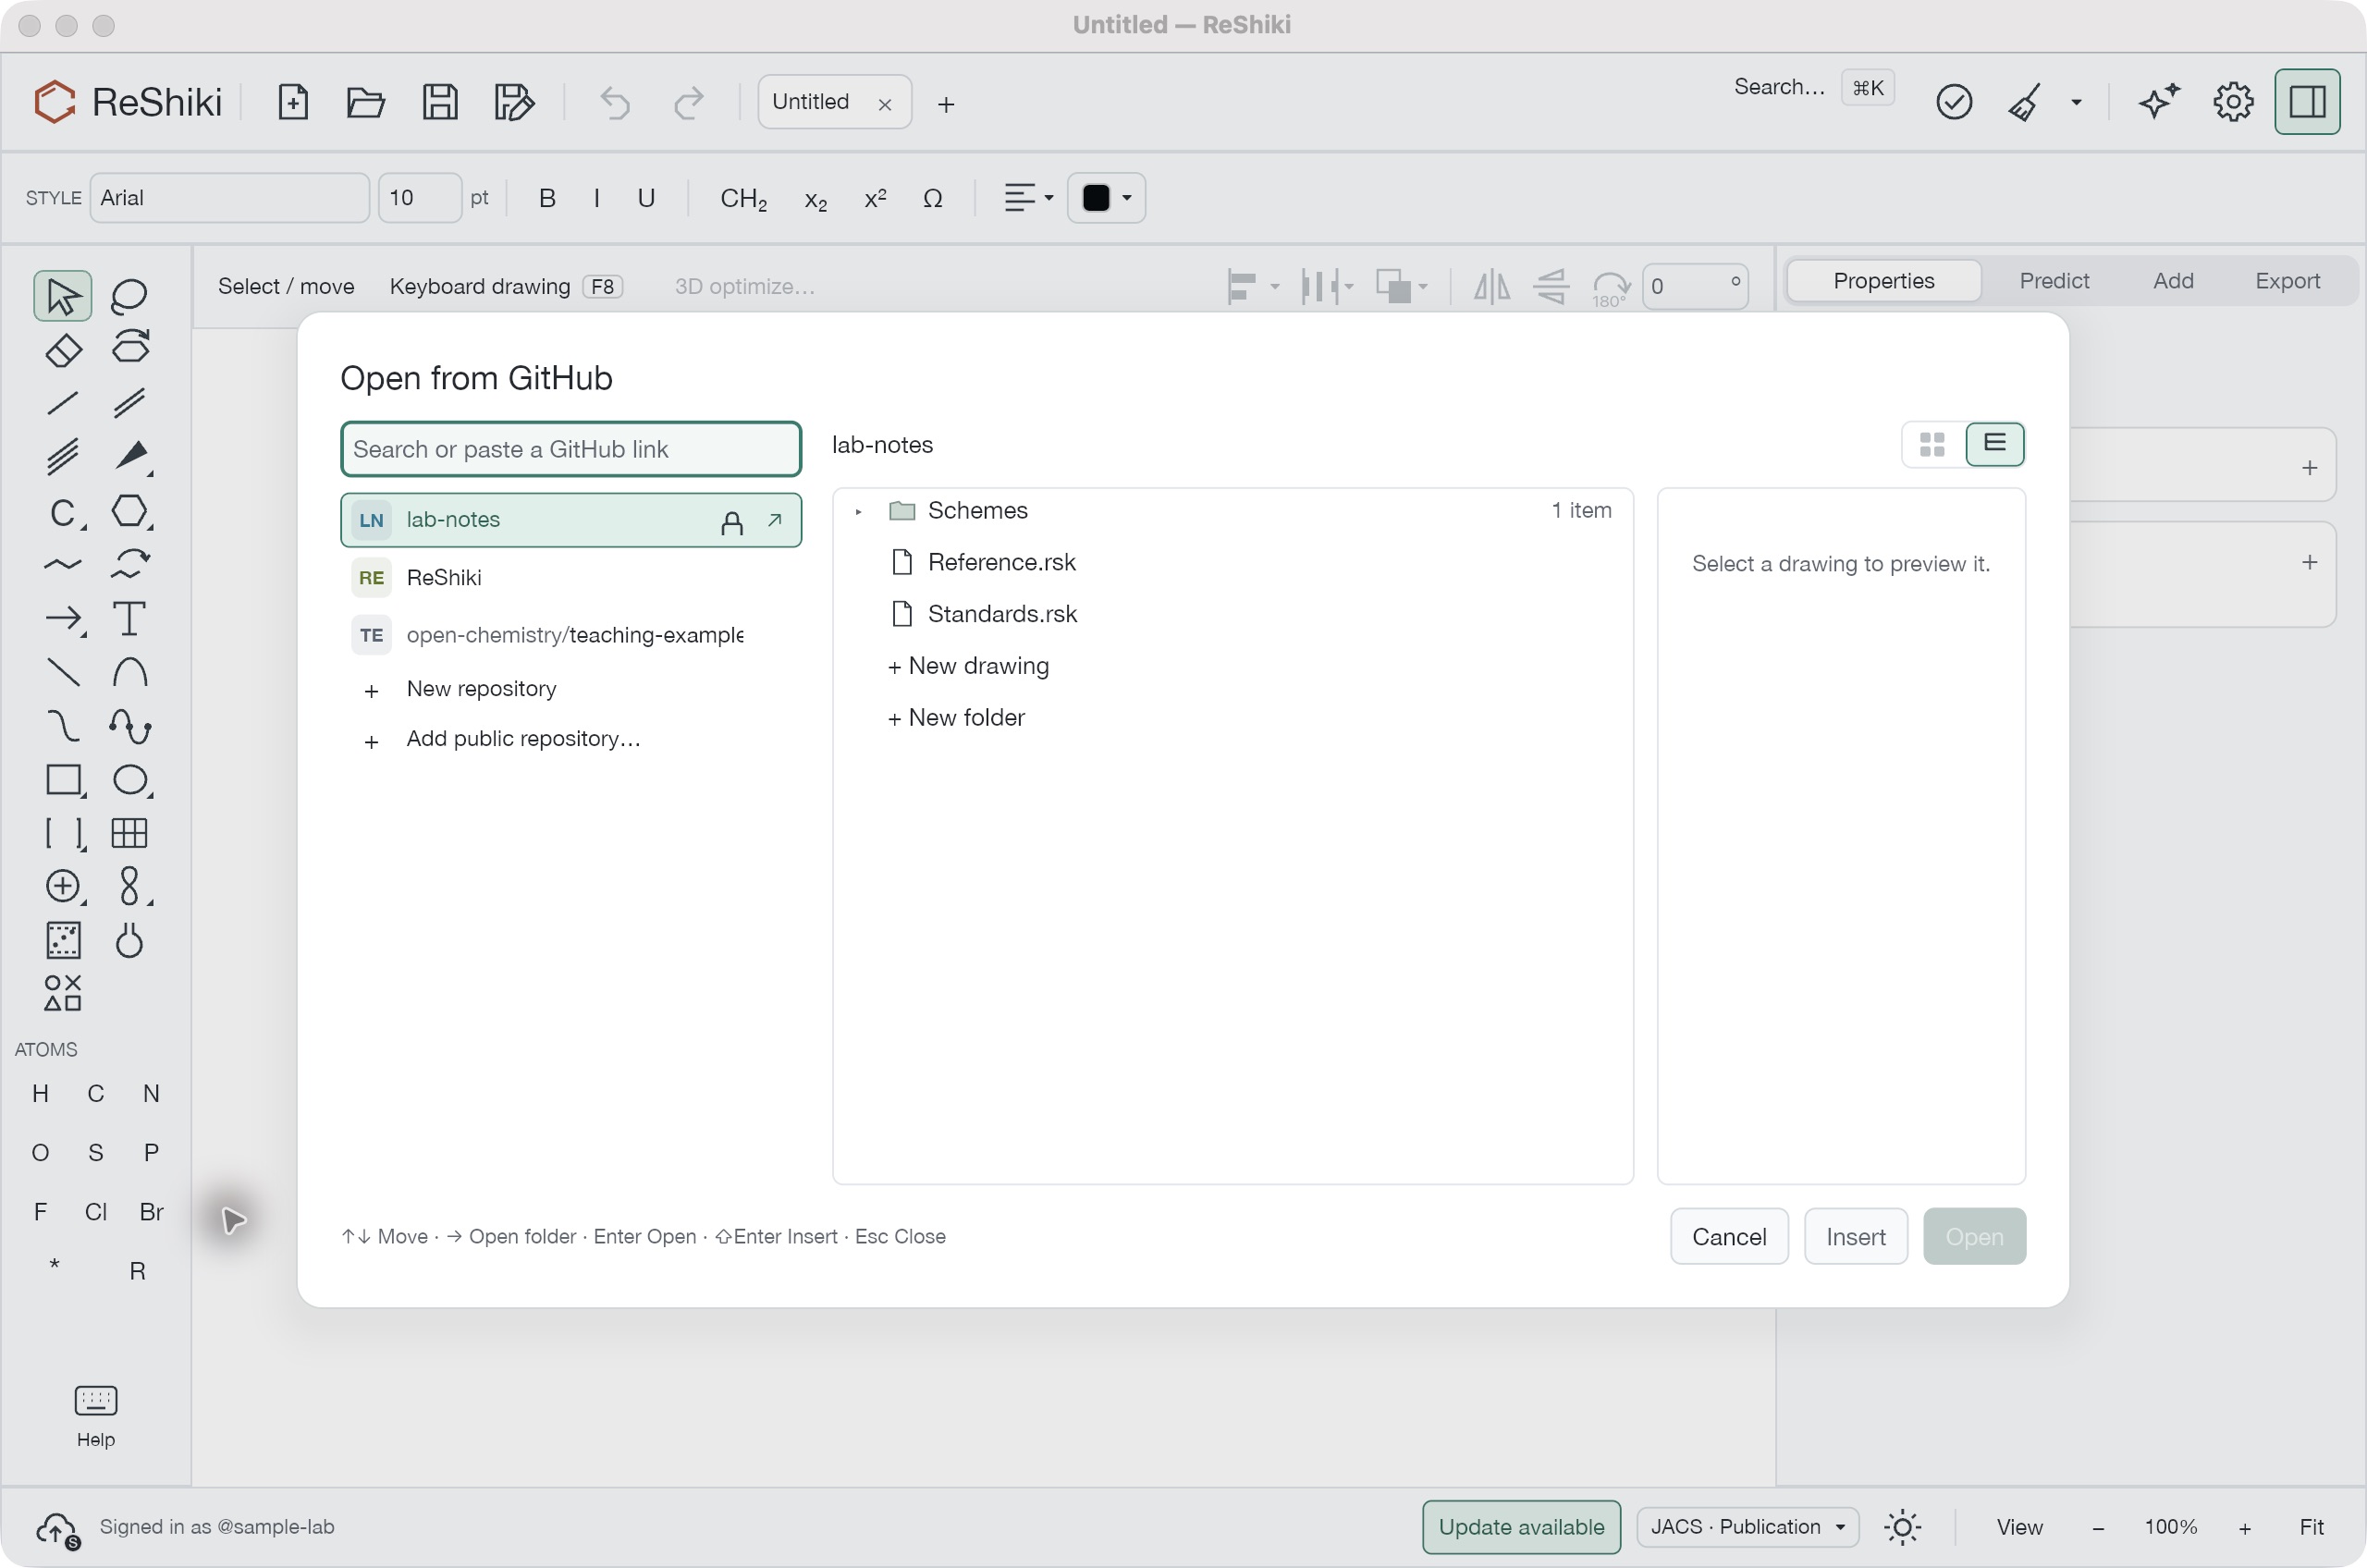 Untitled — ReShiki
ReShiki
Untitled
Search… ⌘K
STYLE Arial 10 pt B I U CH₂ x₂ x² Ω
Select / move Keyboard drawing F8 3D optimize… 180° 0 °
Properties Predict Add Export
Open from GitHub
Search or paste a GitHub link
lab-notes
LN lab-notes
RE ReShiki
TE open-chemistry/teaching-example
+ New repository
+ Add public repository…
Schemes 1 item
Reference.rsk
Standards.rsk
+ New drawing
+ New folder
Select a drawing to preview it.
↑↓ Move · → Open folder · Enter Open · ⇧Enter Insert · Esc Close
Cancel Insert Open
C
T
ATOMS
H C N
O S P
F Cl Br
* R
Help
S Signed in as @sample-lab
Update available JACS · Publication View − 100% + Fit